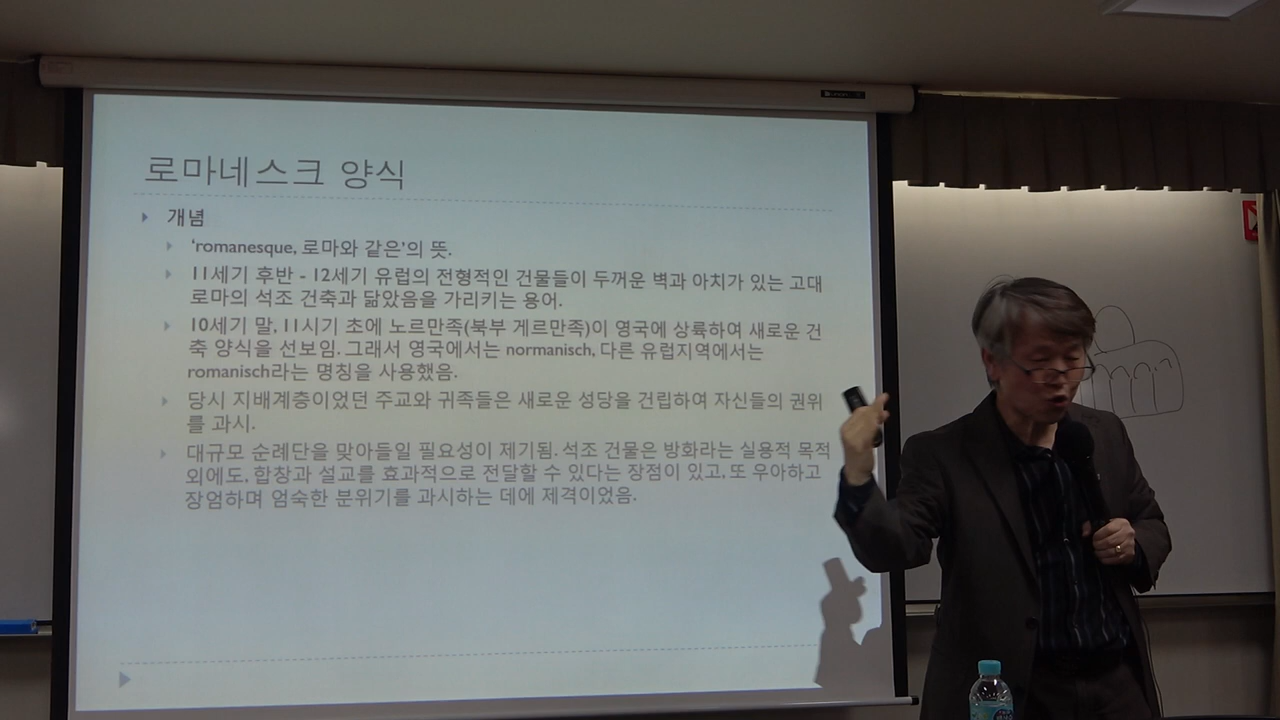 로마네스크 양식
개념
‘romanesque, 로마와 같은’의 뜻.
11세기 후반 - 12세기 유럽의 전형적인 건물들이 두꺼운 벽과 아치가 있는 고대
로마의 석조 건축과 닮았음을 가리키는 용어.
10세기 말, 11시기 초에 노르만족(북부 게르만족)이 영국에 상륙하여 새로운 건
축 양식을 선보임. 그래서 영국에서는 normanisch, 다른 유럽지역에서는
romanisch라는 명칭을 사용했음.
당시 지배계층이었던 주교와 귀족들은 새로운 성당을 건립하여 자신들의 권위
를 과시.
대규모 순례단을 맞아들일 필요성이 제기됨. 석조 건물은 방화라는 실용적 목적
외에도, 합창과 설교를 효과적으로 전달할 수 있다는 장점이 있고, 또 우아하고
장엄하며 엄숙한 분위기를 과시하는 데에 제격이었음.